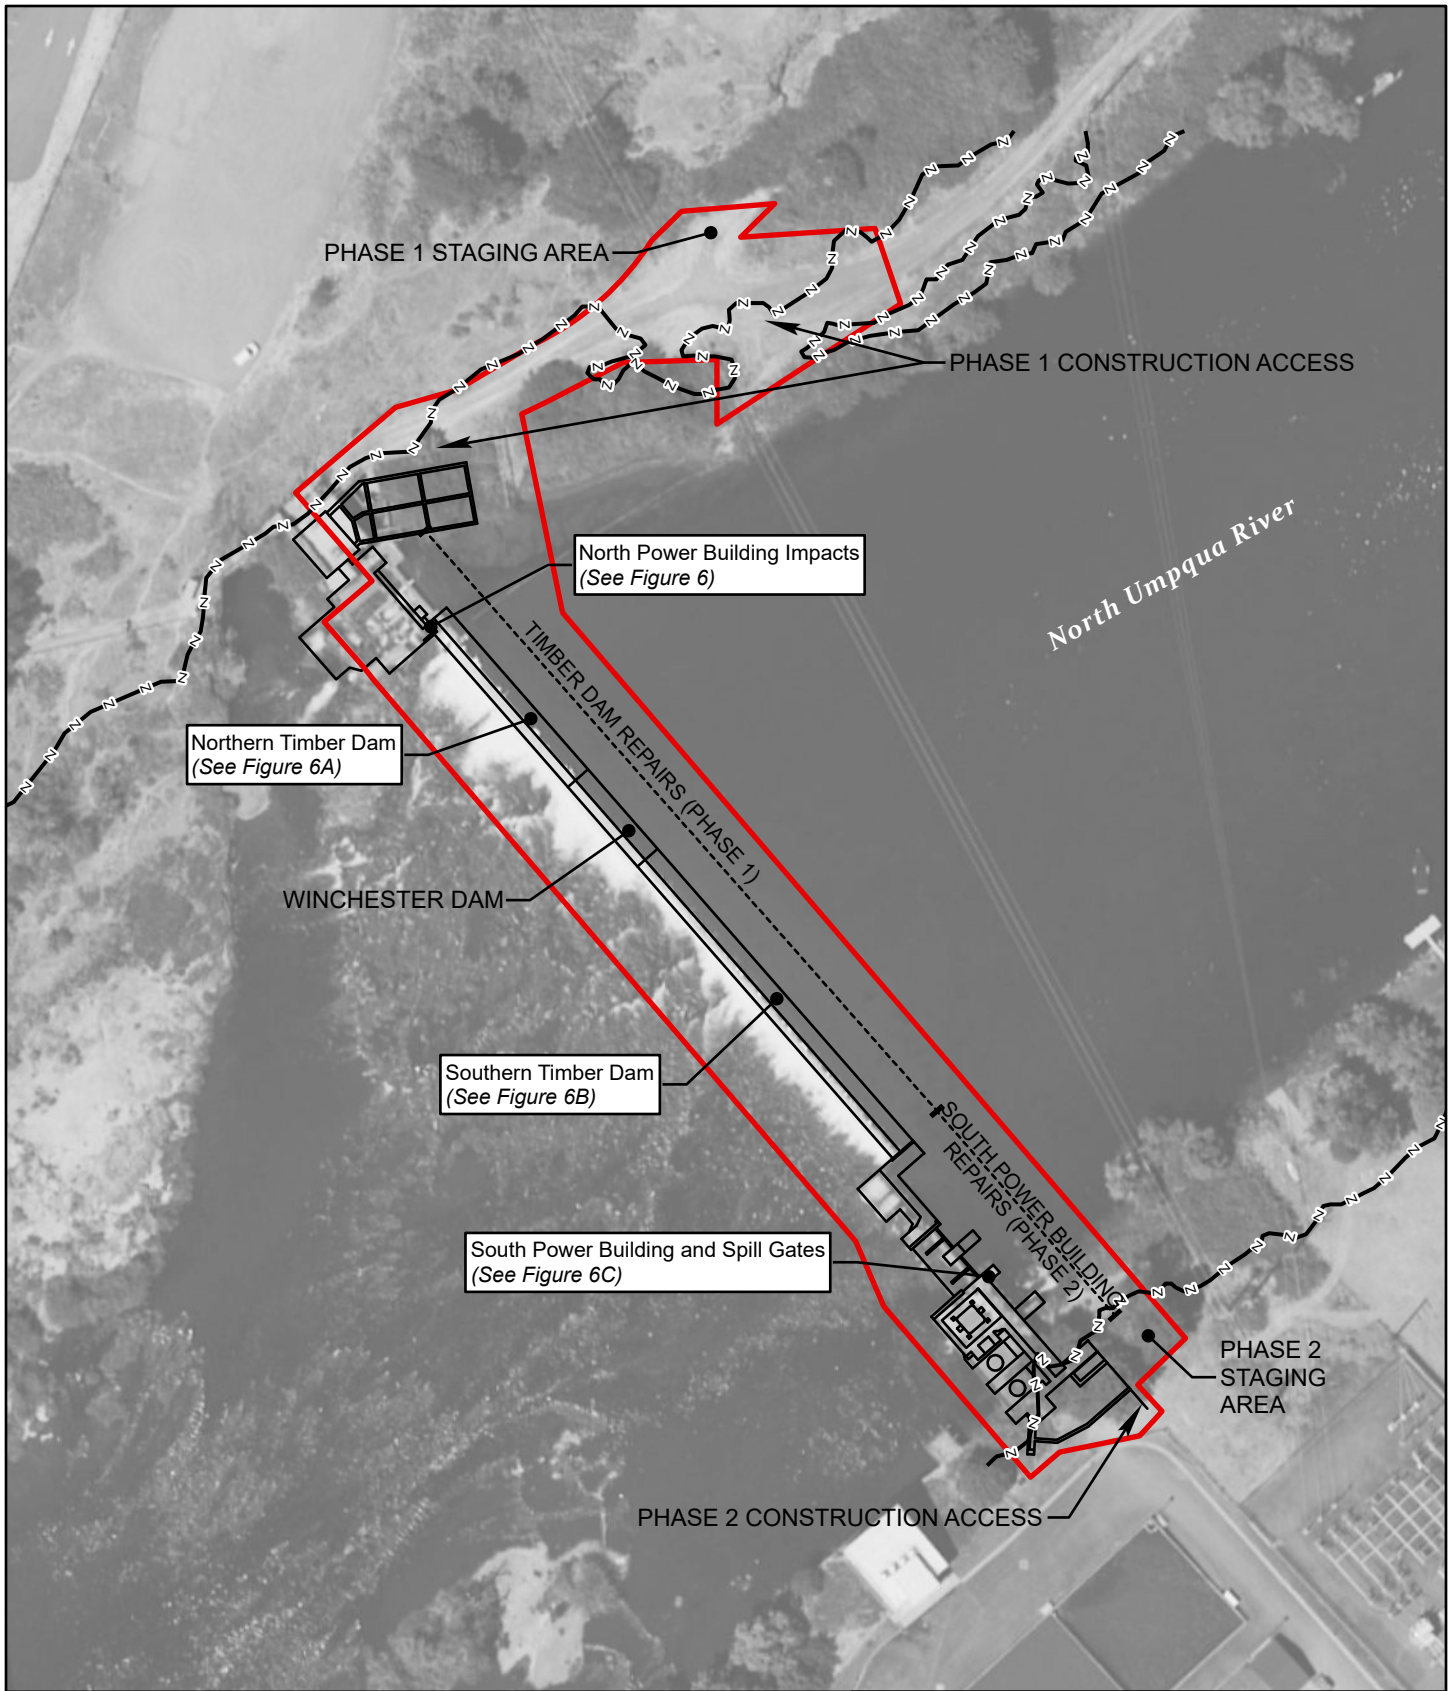 PHASE 1 STAGING AREA
PHASE 1 CONSTRUCTION ACCESS
North Umpqua River
North Power Building Impacts
(See Figure 6)
TIMBER DAM REPAIRS (PHASE 1)
Northern Timber Dam
(See Figure 6A)
WINCHESTER DAM
Southern Timber Dam
(See Figure 6B)
SOUTH POWER BUILDING
REPAIRS (PHASE 2)
South Power Building and Spill Gates
(See Figure 6C)
PHASE 2
STAGING
AREA
PHASE 2 CONSTRUCTION ACCESS